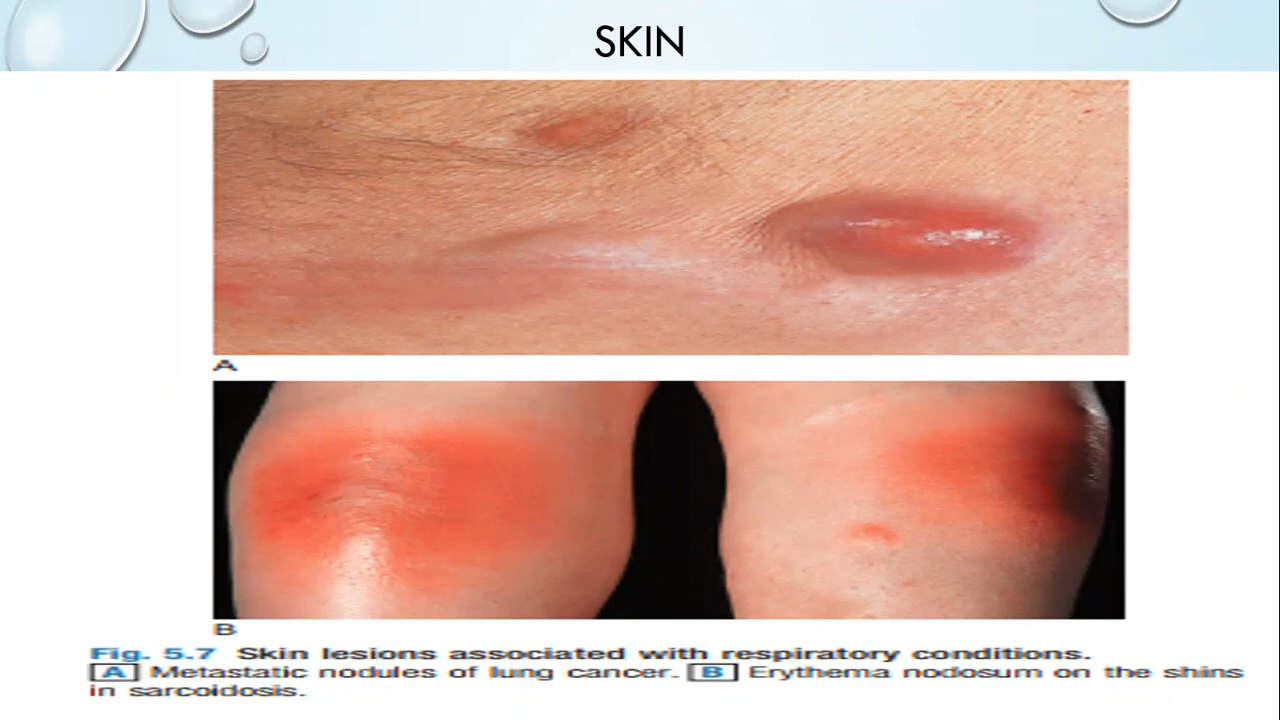 SKIN
A
B
Fig. 5.7 Skin lesions associated with respiratory conditions.
A Metastatic nodules of lung cancer. B Erythema nodosum on the shins
in sarcoidosis.